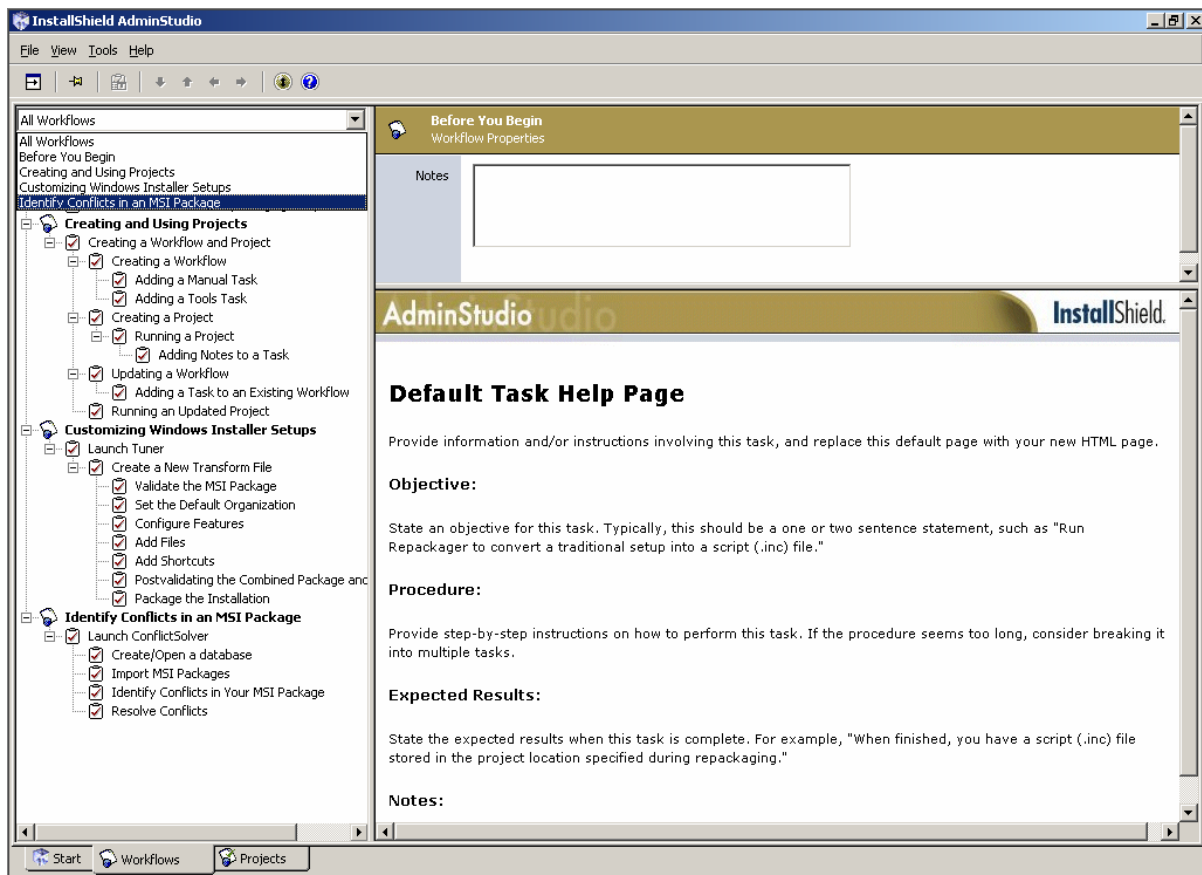 InstallShield AdminStudio
File View Tools Help
All Workflows
All Workflows
Before You Begin
Creating and Using Projects
Customizing Windows Installer Setups
Identify Conflicts in an MSI Package
Creating and Using Projects
Creating a Workflow and Project
Creating a Workflow
Adding a Manual Task
Adding a Tools Task
Creating a Project
Running a Project
Adding Notes to a Task
Updating a Workflow
Adding a Task to an Existing Workflow
Running an Updated Project
Customizing Windows Installer Setups
Launch Tuner
Create a New Transform File
Validate the MSI Package
Set the Default Organization
Configure Features
Add Files
Add Shortcuts
Postvalidating the Combined Package and
Package the Installation
Identify Conflicts in an MSI Package
Launch ConflictSolver
Create/Open a database
Import MSI Packages
Identify Conflicts in Your MSI Package
Resolve Conflicts
Before You Begin
Workflow Properties
Notes
AdminStudio
InstallShield.
Default Task Help Page
Provide information and/or instructions involving this task, and replace this default page with your new HTML page.
Objective:
State an objective for this task. Typically, this should be a one or two sentence statement, such as "Run
Repackager to convert a traditional setup into a script (.inc) file."
Procedure:
Provide step-by-step instructions on how to perform this task. If the procedure seems too long, consider breaking it
into multiple tasks.
Expected Results:
State the expected results when this task is complete. For example, "When finished, you have a script (.inc) file
stored in the project location specified during repackaging."
Notes:
Start Workflows Projects